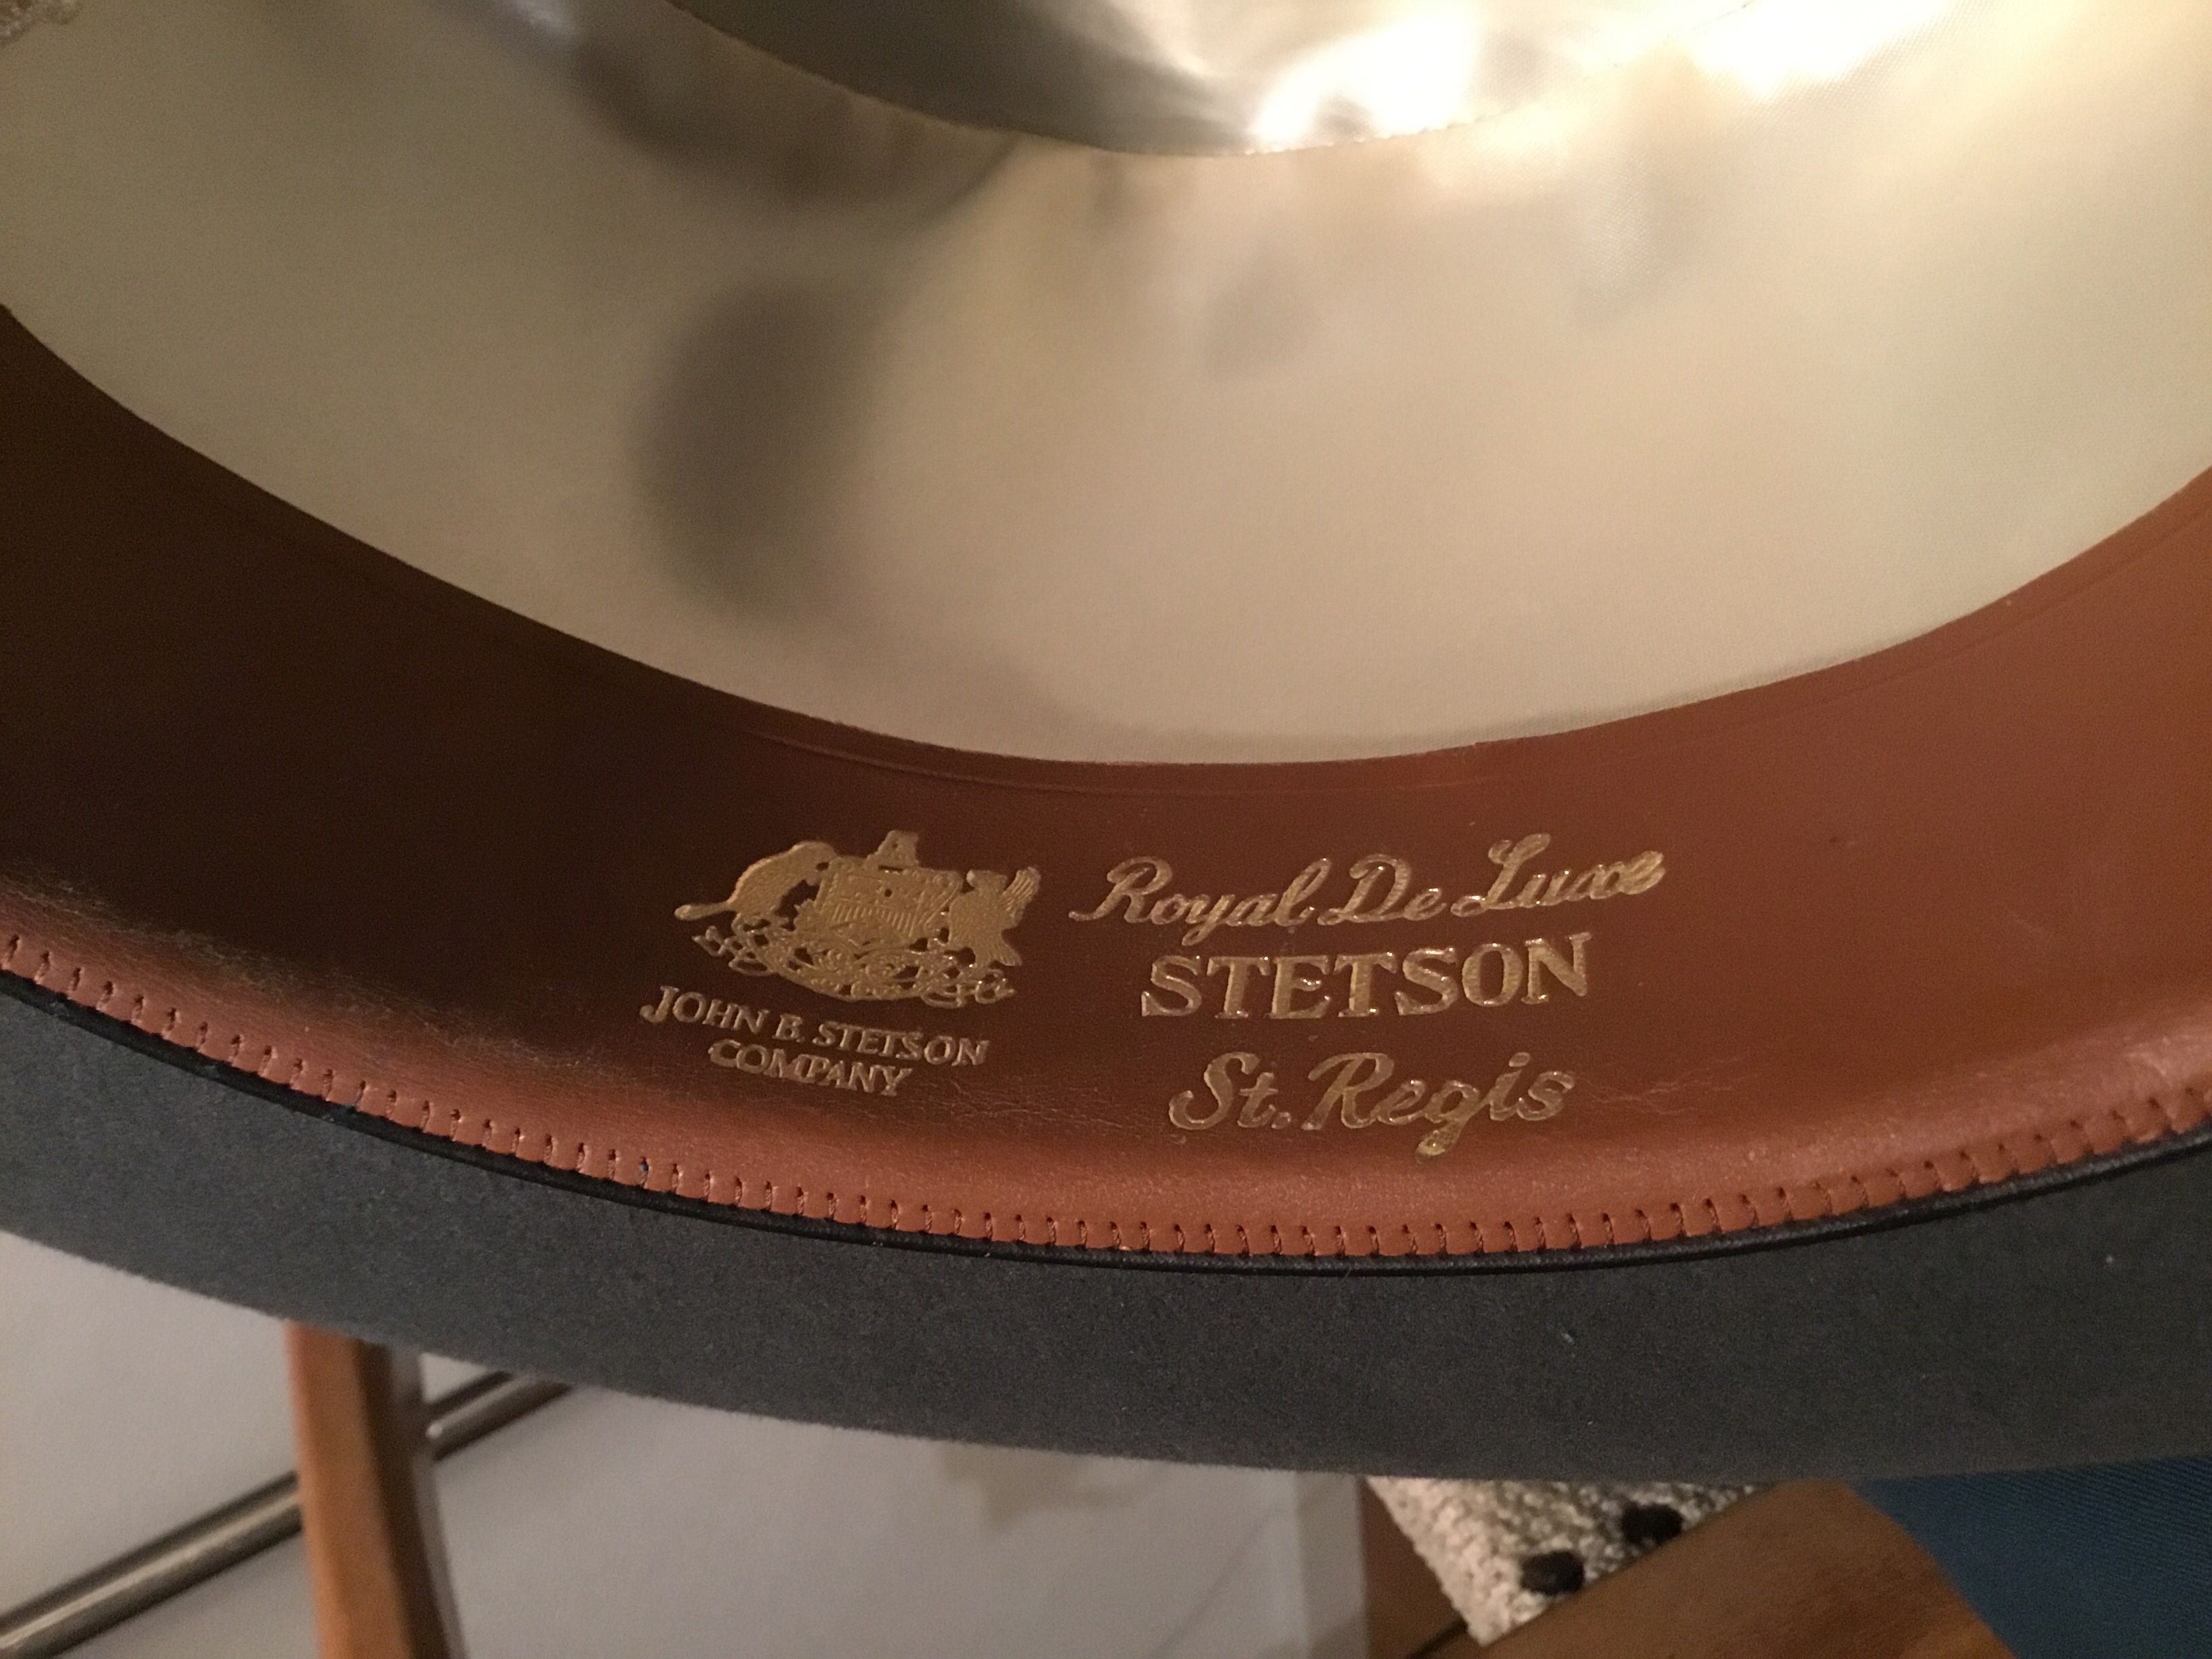 JOHN B. STETSON
COMPANY
Royal De Luxe
STETSON
St. Regis